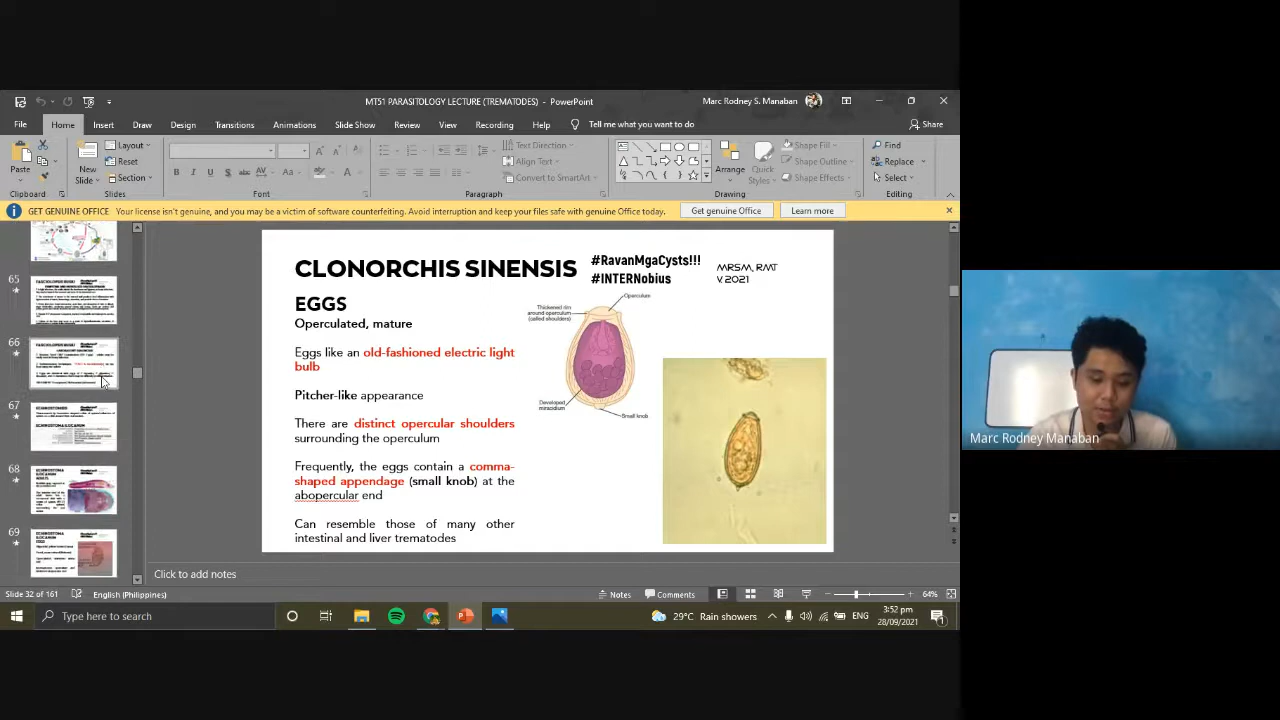 MT51 PARASITOLOGY LECTURE (TREMATODES) - PowerPoint
Marc Rodney S. Manaban
File Home Insert Draw Design Transitions Animations Slide Show Review View Recording Help Tell me what you want to do Share
Paste
Clipboard
New Slide
Layout
Reset
Section
Slides
Font
Text Direction
Align Text
Convert to SmartArt
Paragraph
Arrange
Quick Styles
Shape Fill
Shape Outline
Shape Effects
Drawing
Find
Replace
Select
Editing
GET GENUINE OFFICE Your license isn't genuine, and you may be a victim of software counterfeiting. Avoid interruption and keep your files safe with genuine Office today. Get genuine Office Learn more
65
66
67
68
69
CLONORCHIS SINENSIS
#RavanMgaCysts!!!
#INTERNobius
MRSM, RMT
V.2021
EGGS
Operculated, mature
Eggs like an old-fashioned electric light
bulb
Pitcher-like appearance
There are distinct opercular shoulders
surrounding the operculum
Frequently, the eggs contain a comma-
shaped appendage (small knob) at the
abopercular end
Can resemble those of many other
intestinal and liver trematodes
Operculum
Thickened rim
around operculum
(called shoulders)
Developed
miracidium
Small knob
Click to add notes
Slide 32 of 161 English (Philippines) Notes Comments 64%
Type here to search
29°C Rain showers
ENG
3:52 pm
28/09/2021
Marc Rodney Manaban